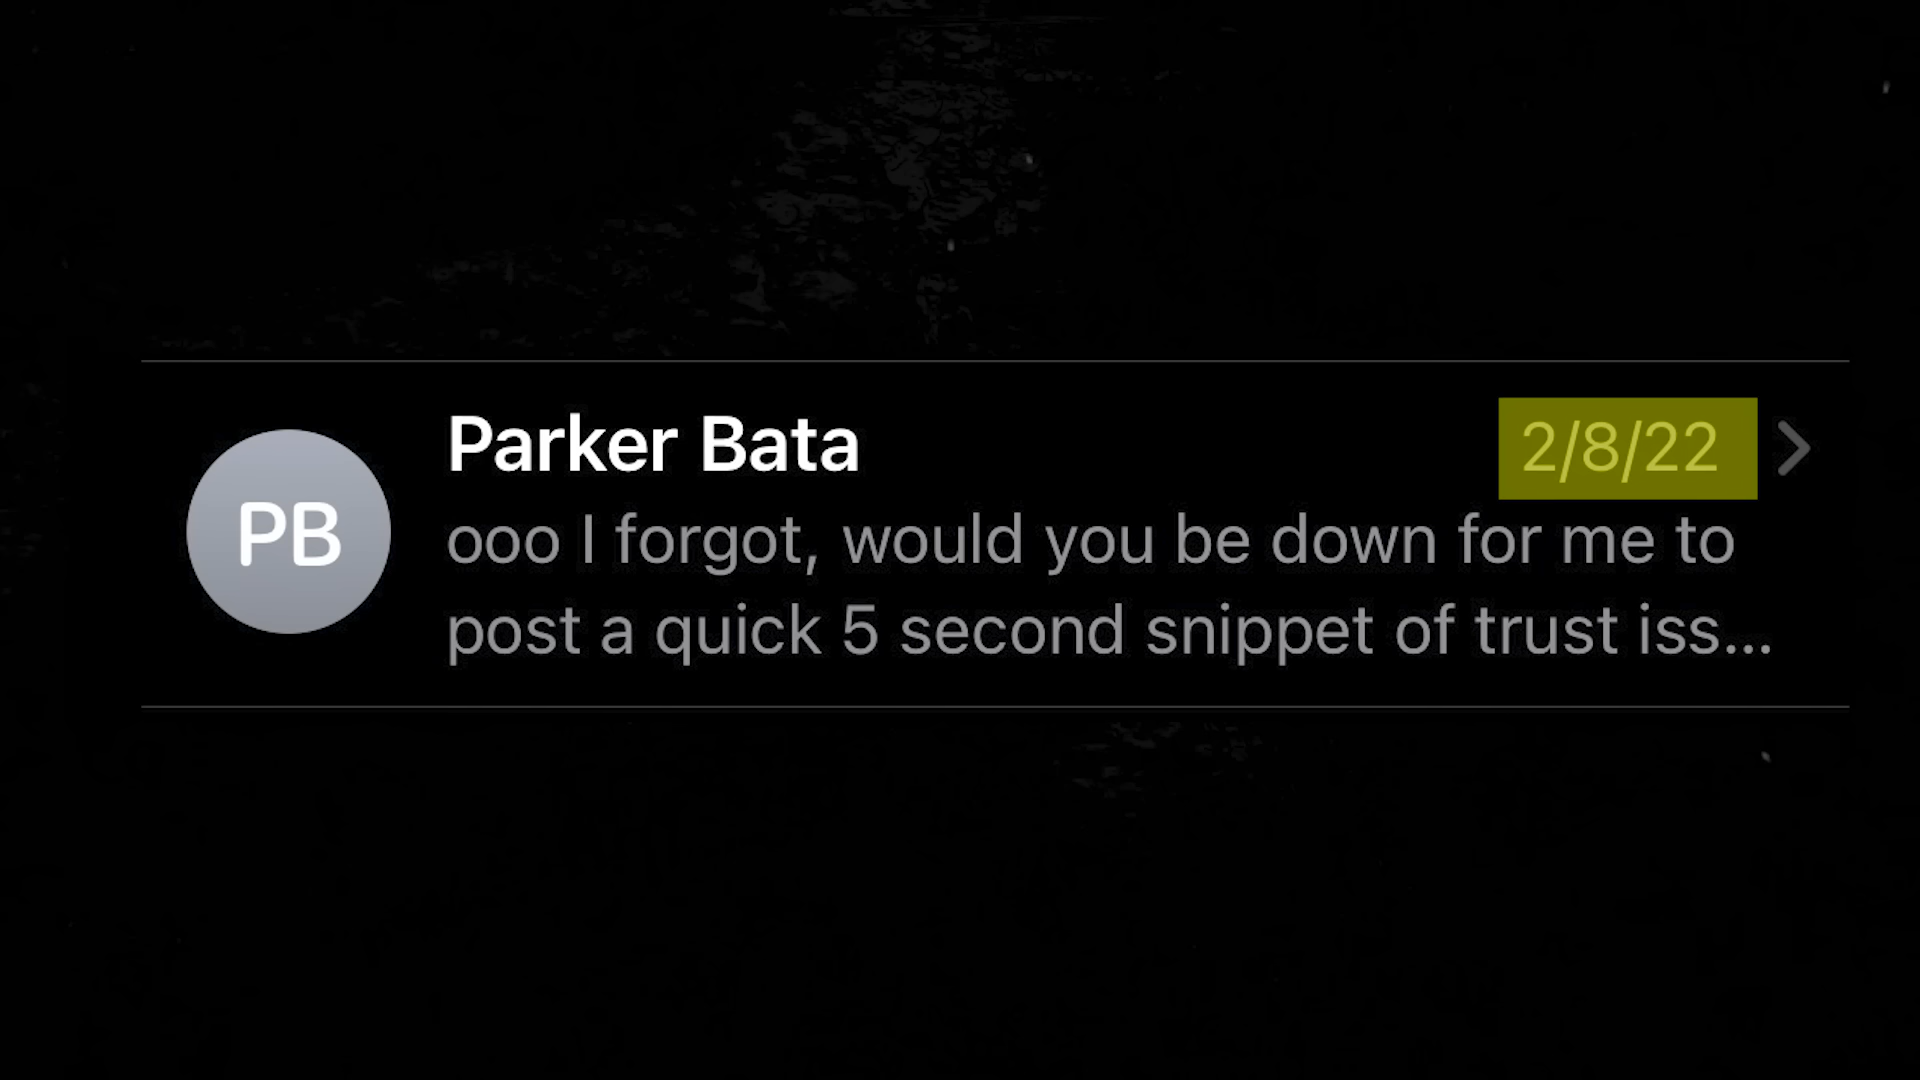 PB
Parker Bata
2/8/22
ooo I forgot, would you be down for me to
post a quick 5 second snippet of trust iss...